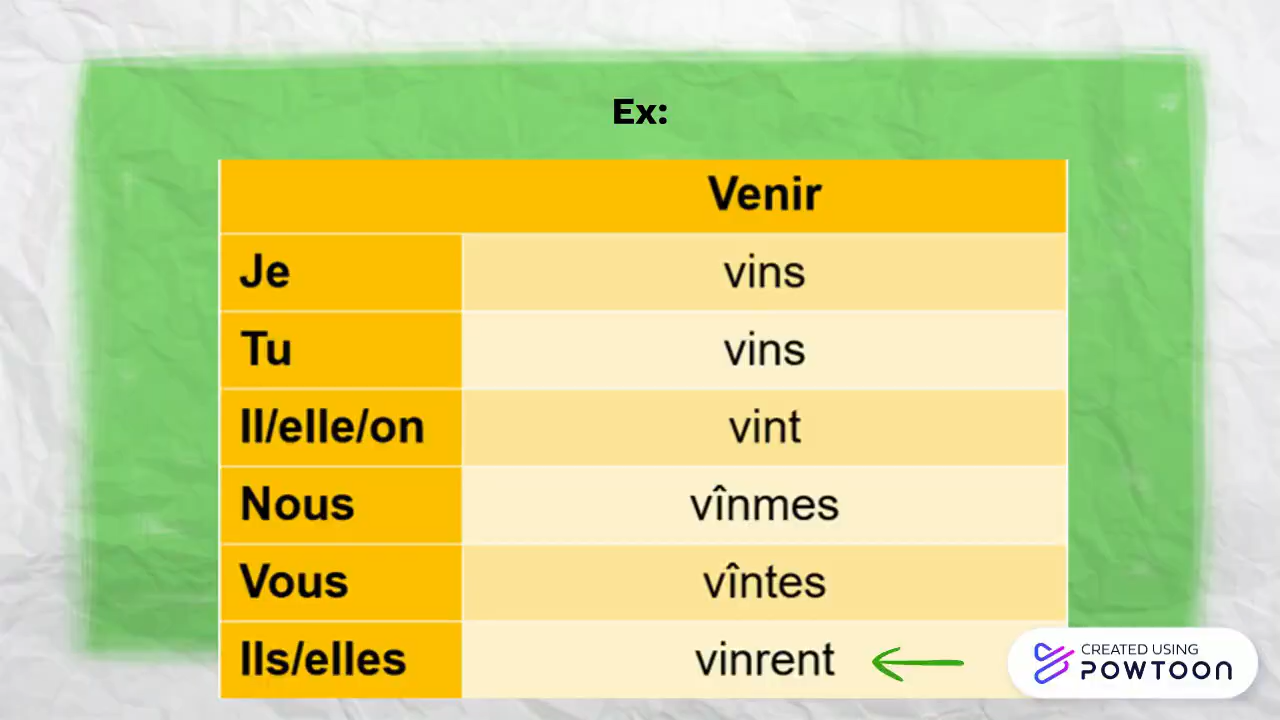 Ex:
Venir
Je vins
Tu vins
Il/elle/on vint
Nous vînmes
Vous vîntes
Ils/elles vinrent
CREATED USING
POWTOON